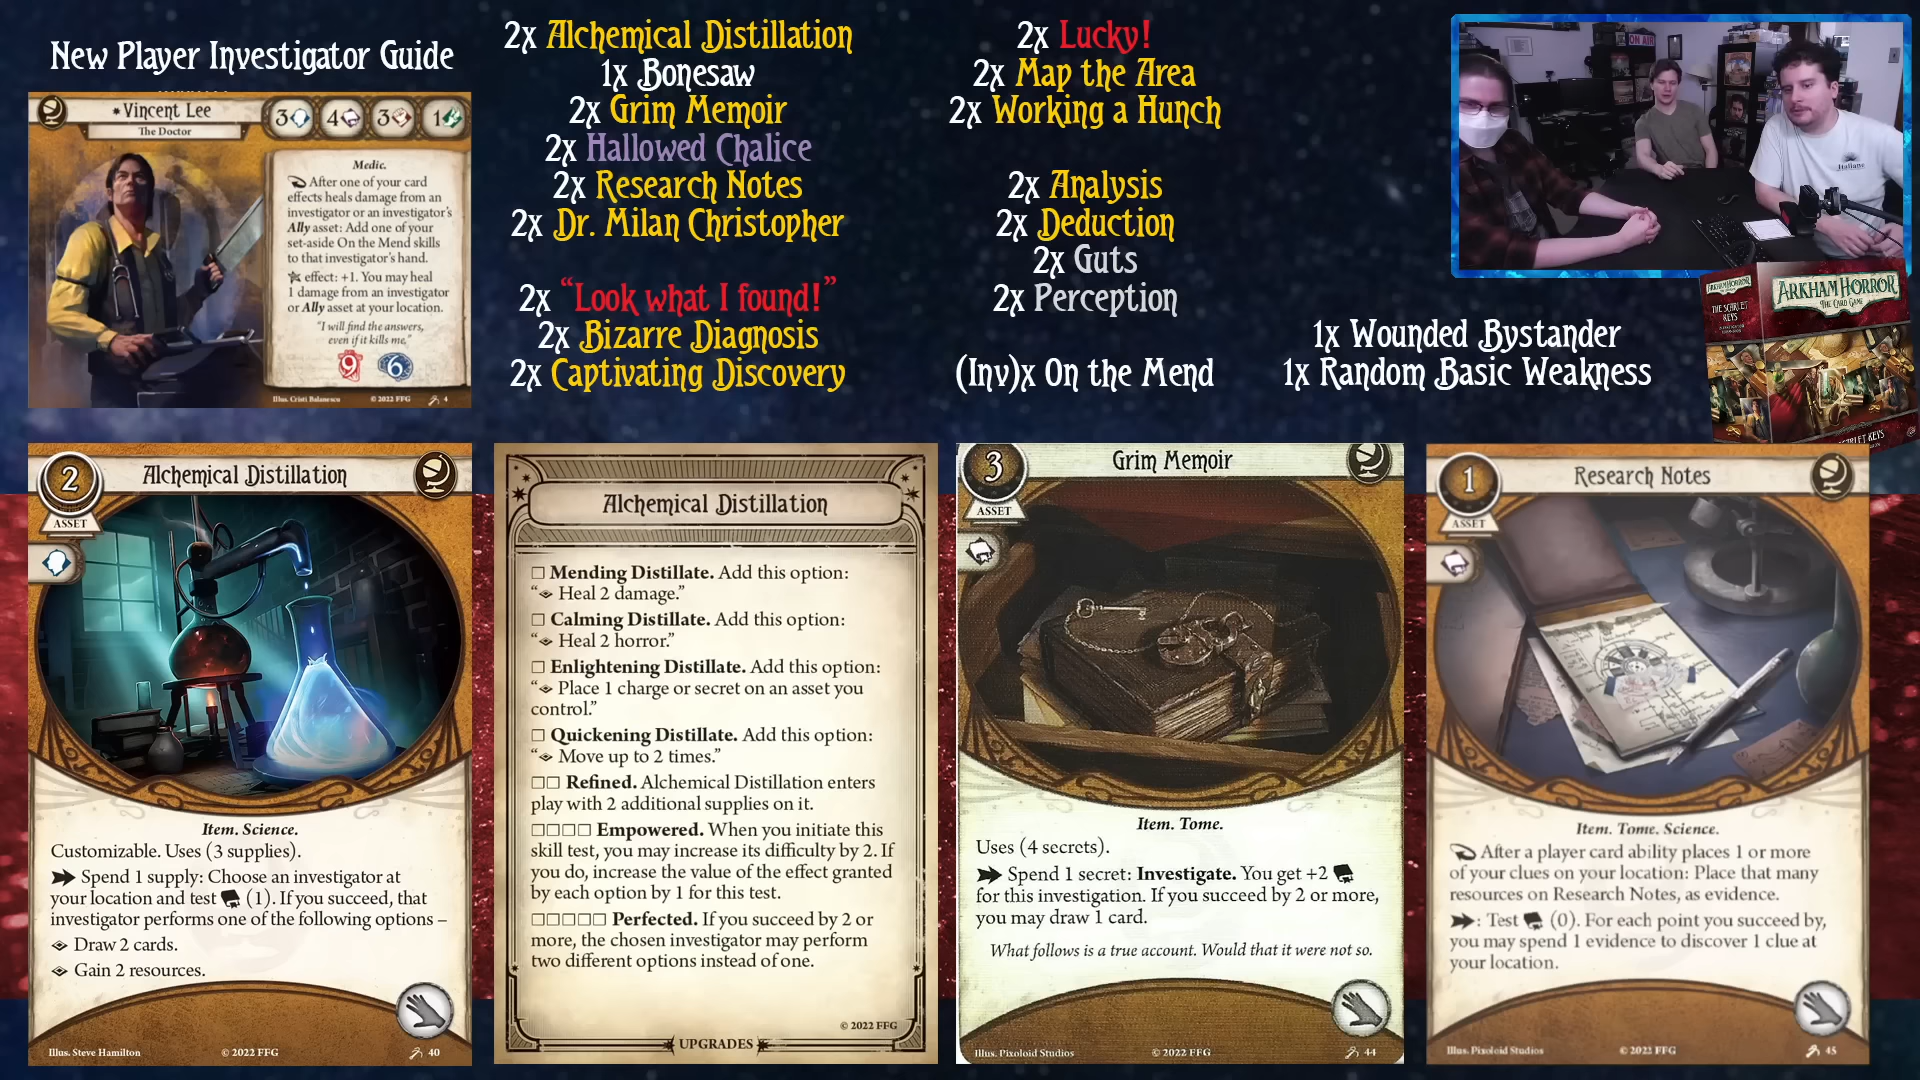 New Player Investigator Guide
Vincent Lee
The Doctor
3 4 3 1
Medic.
After one of your card
effects heals damage from an
investigator or an investigator's
Ally asset: Add one of your
set-aside On the Mend skills
to that investigator's hand.
effect: +1. You may heal
1 damage from an investigator
or Ally asset at your location.
"I will find the answers,
even if it kills me."
9 6
Illus. Cristi Balanescu © 2022 FFG 4
2x Alchemical Distillation
1x Bonesaw
2x Grim Memoir
2x Hallowed Chalice
2x Research Notes
2x Dr. Milan Christopher
2x "Look what I found!"
2x Bizarre Diagnosis
2x Captivating Discovery
2x Lucky!
2x Map the Area
2x Working a Hunch
2x Analysis
2x Deduction
2x Guts
2x Perception
(Inv)x On the Mend
1x Wounded Bystander
1x Random Basic Weakness
ON AIR
Italiano
ARKHAM HORROR
THE SCARLET
KEYS
ARKHAM HORROR
THE CARD GAME
SCARLET KEYS
2
ASSET
Alchemical Distillation
Item. Science.
Customizable. Uses (3 supplies).
Spend 1 supply: Choose an investigator at
your location and test (1). If you succeed, that
investigator performs one of the following options –
Draw 2 cards.
Gain 2 resources.
Illus. Steve Hamilton © 2022 FFG 40
Alchemical Distillation
□ Mending Distillate. Add this option:
" Heal 2 damage."
□ Calming Distillate. Add this option:
" Heal 2 horror."
□ Enlightening Distillate. Add this option:
" Place 1 charge or secret on an asset you
control."
□ Quickening Distillate. Add this option:
" Move up to 2 times."
□□ Refined. Alchemical Distillation enters
play with 2 additional supplies on it.
□□□□ Empowered. When you initiate this
skill test, you may increase its difficulty by 2. If
you do, increase the value of the effect granted
by each option by 1 for this test.
□□□□□ Perfected. If you succeed by 2 or
more, the chosen investigator may perform
two different options instead of one.
© 2022 FFG
UPGRADES
3
ASSET
Grim Memoir
Item. Tome.
Uses (4 secrets).
Spend 1 secret: Investigate. You get +2
for this investigation. If you succeed by 2 or more,
you may draw 1 card.
What follows is a true account. Would that it were not so.
Illus. Pixoloid Studios © 2022 FFG 44
1
ASSET
Research Notes
Item. Tome. Science.
After a player card ability places 1 or more
of your clues on your location: Place that many
resources on Research Notes, as evidence.
: Test (0). For each point you succeed by,
you may spend 1 evidence to discover 1 clue at
your location.
Illus. Pixoloid Studios © 2022 FFG 45